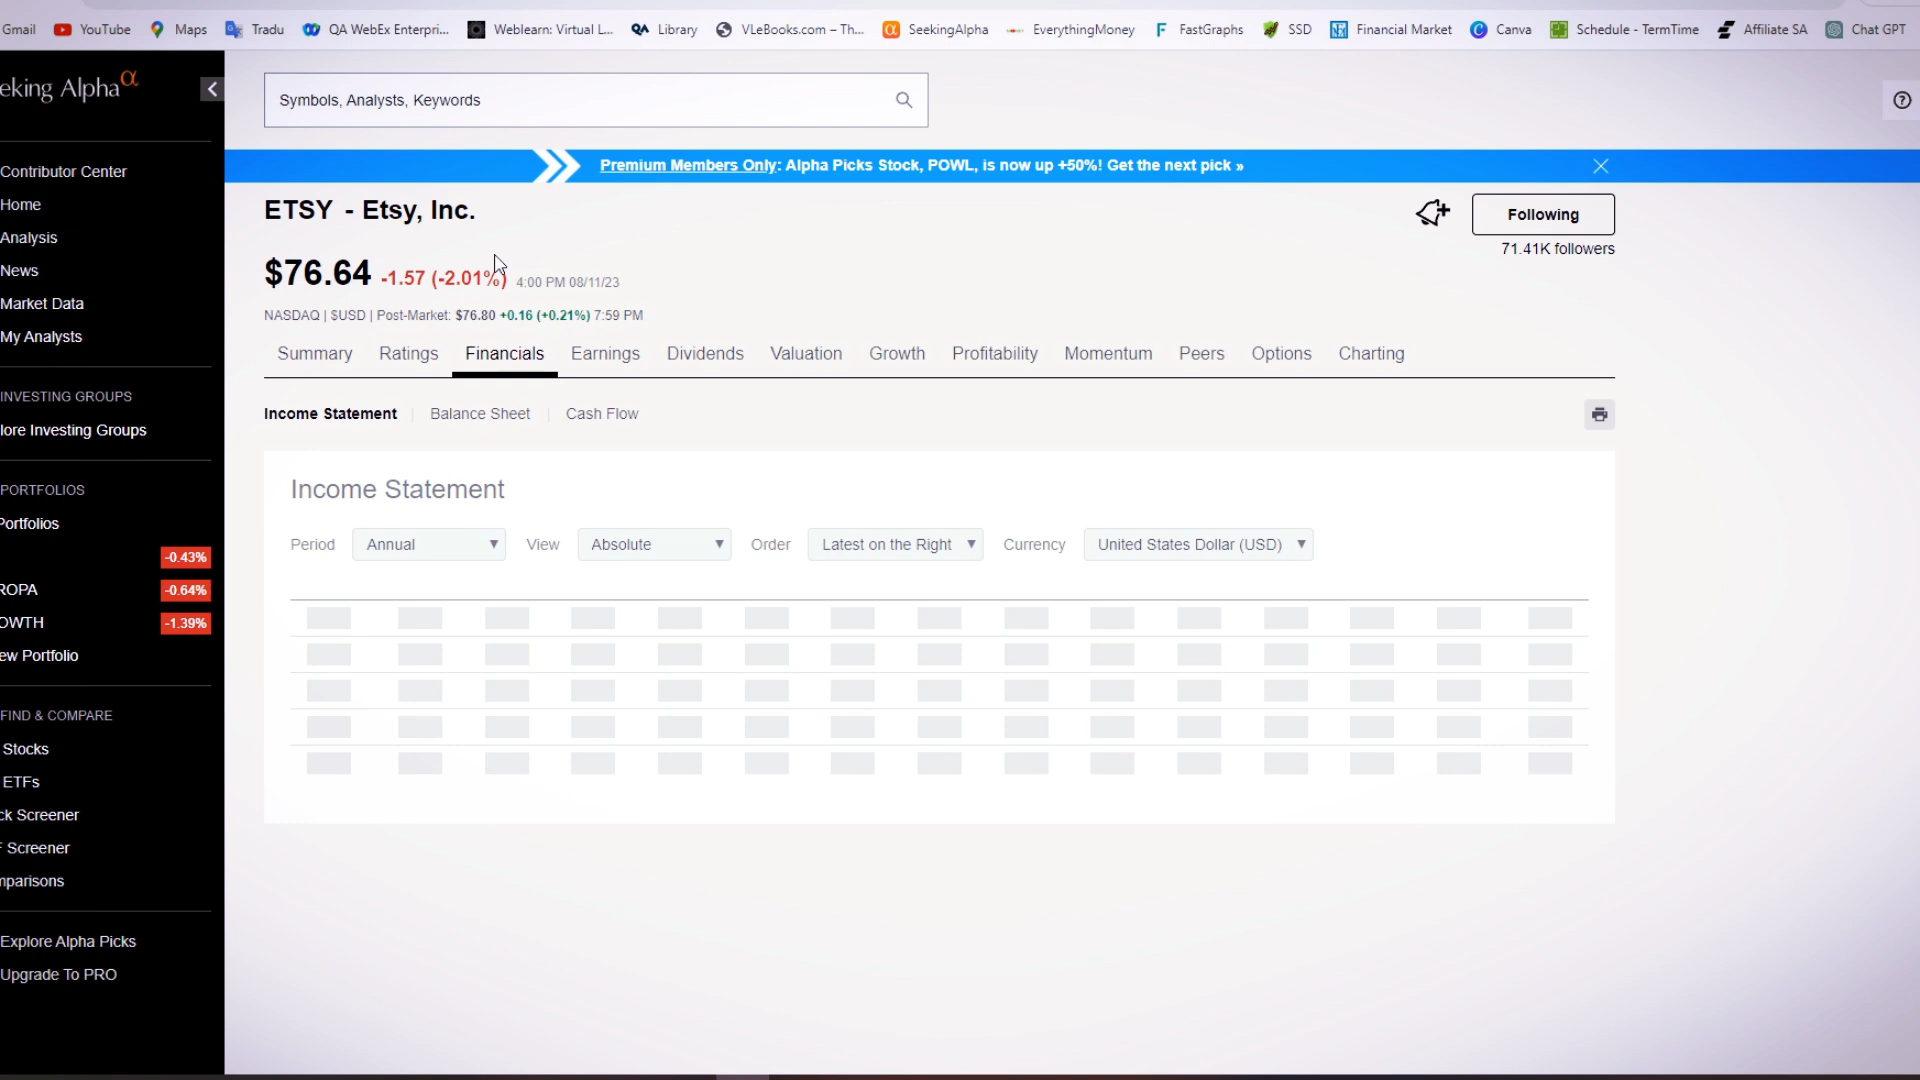 Gmail YouTube Maps Tradu QA WebEx Enterpri... Weblearn: Virtual L... QA Library VLeBooks.com – Th... SeekingAlpha EverythingMoney FastGraphs SSD Financial Market Canva Schedule - TermTime Affiliate SA Chat GPT
eking Alpha α
Symbols, Analysts, Keywords
Premium Members Only: Alpha Picks Stock, POWL, is now up +50%! Get the next pick »
Contributor Center
Home
Analysis
News
Market Data
My Analysts
INVESTING GROUPS
lore Investing Groups
PORTFOLIOS
Portfolios
-0.43%
ROPA -0.64%
OWTH -1.39%
ew Portfolio
FIND & COMPARE
Stocks
ETFs
ck Screener
F Screener
mparisons
Explore Alpha Picks
Upgrade To PRO
ETSY - Etsy, Inc.
Following
71.41K followers
$76.64 -1.57 (-2.01%) 4:00 PM 08/11/23
NASDAQ | $USD | Post-Market: $76.80 +0.16 (+0.21%) 7:59 PM
Summary Ratings Financials Earnings Dividends Valuation Growth Profitability Momentum Peers Options Charting
Income Statement Balance Sheet Cash Flow
Income Statement
Period Annual View Absolute Order Latest on the Right Currency United States Dollar (USD)